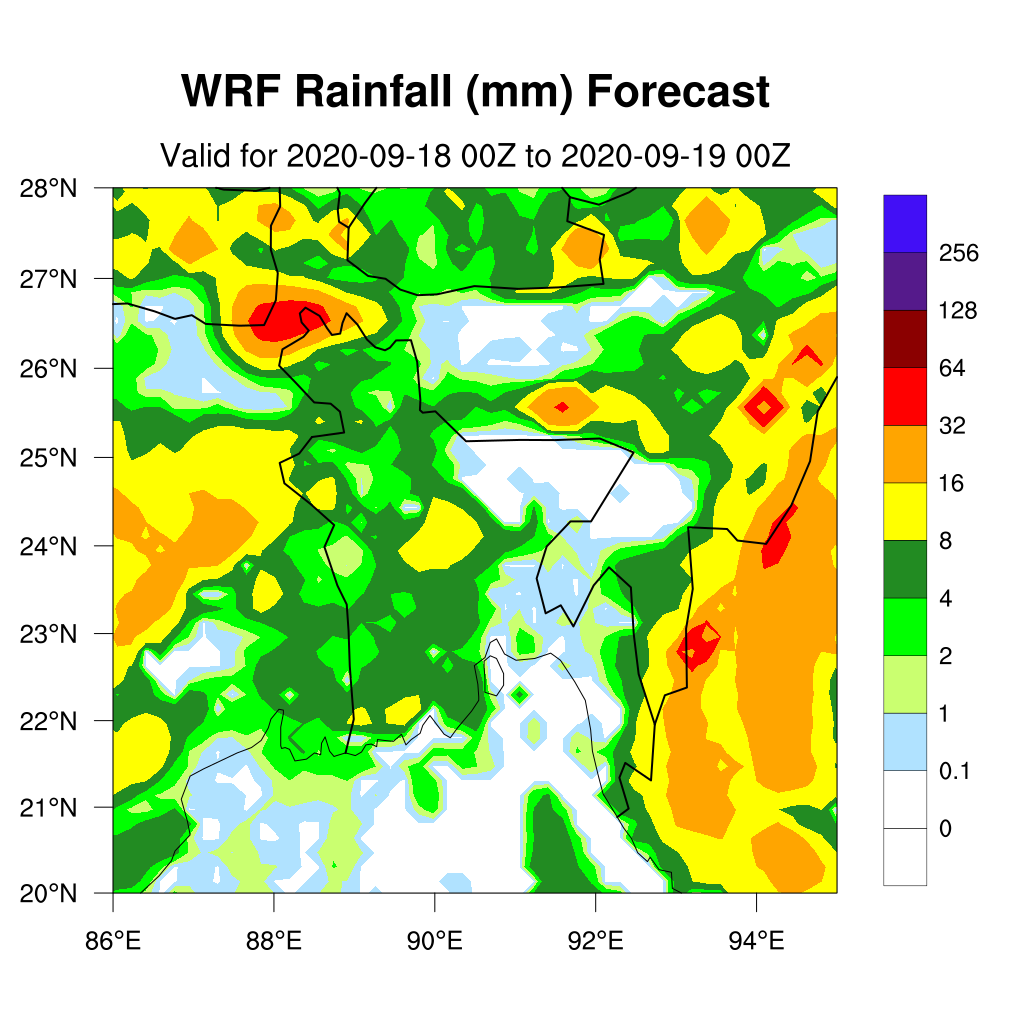 WRF Rainfall (mm) Forecast
Valid for 2020-09-18 00Z to 2020-09-19 00Z
28°N
27°N
26°N
25°N
24°N
23°N
22°N
21°N
20°N
86°E 88°E 90°E 92°E 94°E
256
128
64
32
16
8
4
2
1
0.1
0